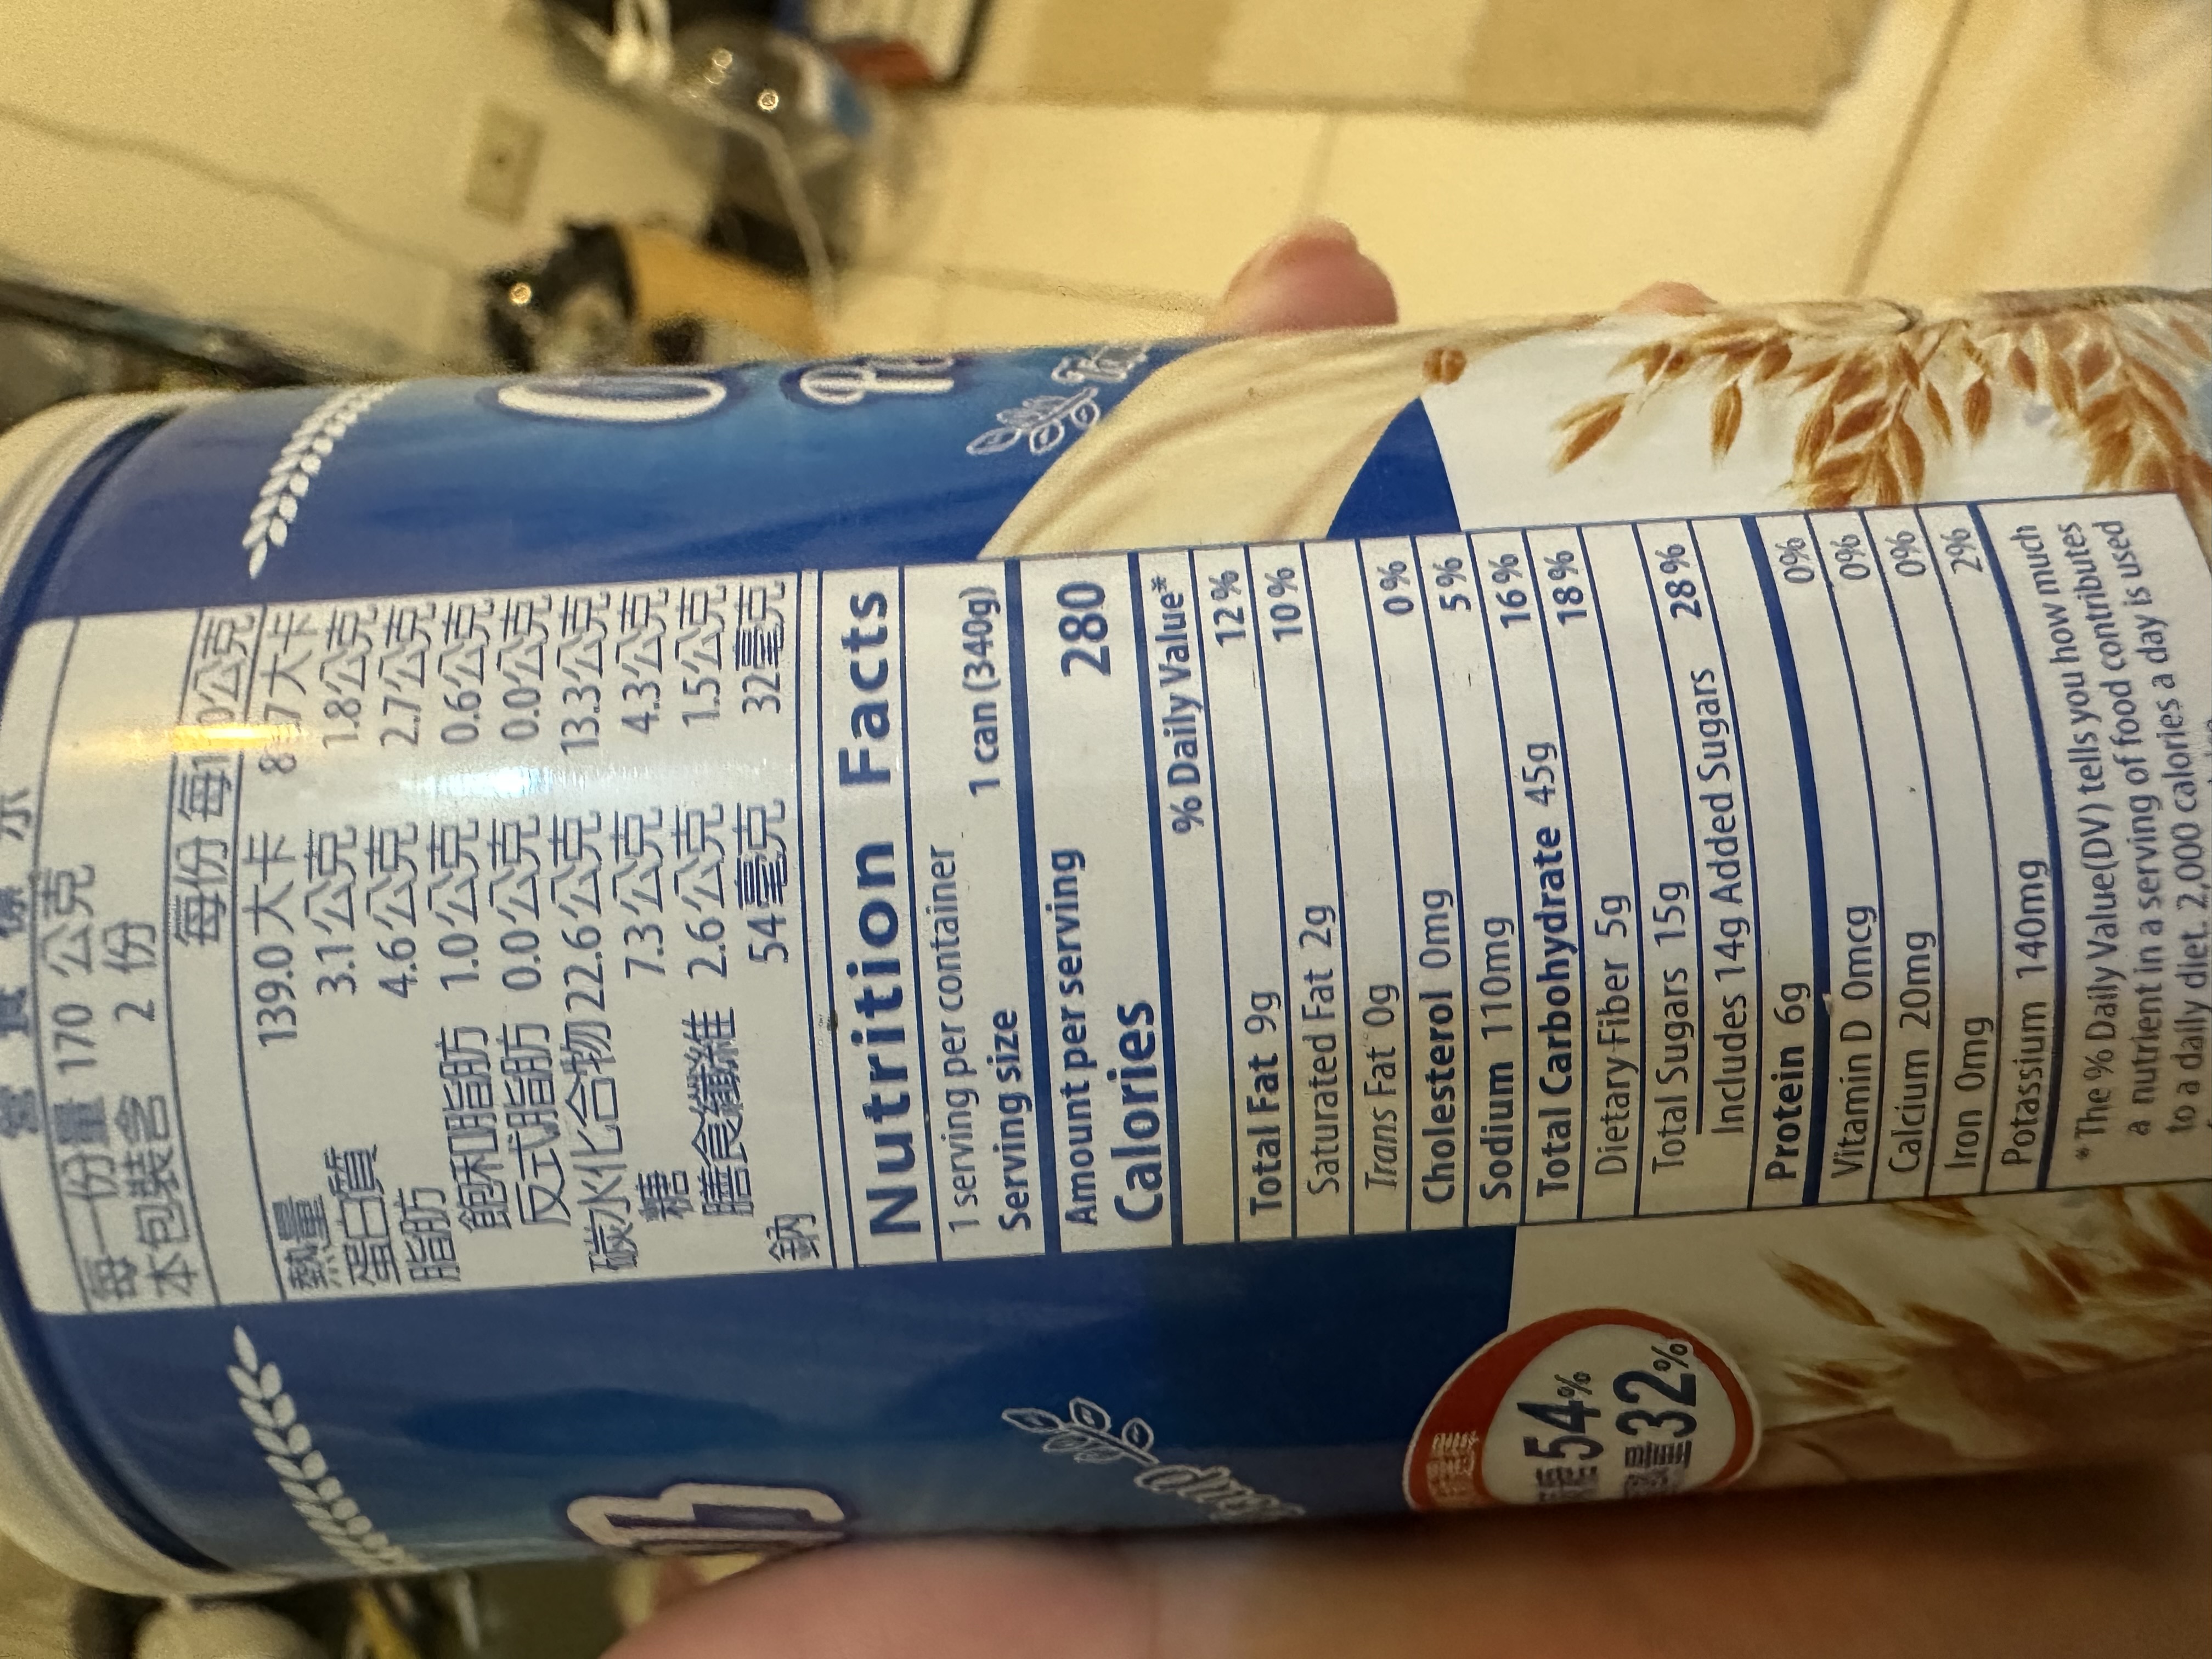 營養標示
每一份量 170 公克
本包裝含 2 份
每份 每100公克
熱量 139.0大卡 81.7大卡
蛋白質 3.1公克 1.8公克
脂肪 4.6公克 2.7公克
飽和脂肪 1.0公克 0.6公克
反式脂肪 0.0公克 0.0公克
碳水化合物 22.6公克 13.3公克
糖 7.3公克 4.3公克
膳食纖維 2.6公克 1.5公克
鈉 54毫克 32毫克
Nutrition Facts
1 serving per container
Serving size 1 can (340g)
Amount per serving
Calories 280
% Daily Value*
Total Fat 9g 12%
Saturated Fat 2g 10%
Trans Fat 0g
Cholesterol 0mg 0%
Sodium 110mg 5%
Total Carbohydrate 45g 16%
Dietary Fiber 5g 18%
Total Sugars 15g
Includes 14g Added Sugars 28%
Protein 6g
Vitamin D 0mcg 0%
Calcium 20mg 0%
Iron 0mg 0%
Potassium 140mg 2%
* The % Daily Value(DV) tells you how much
a nutrient in a serving of food contributes
to a daily diet. 2,000 calories a day is used
54%
量32%